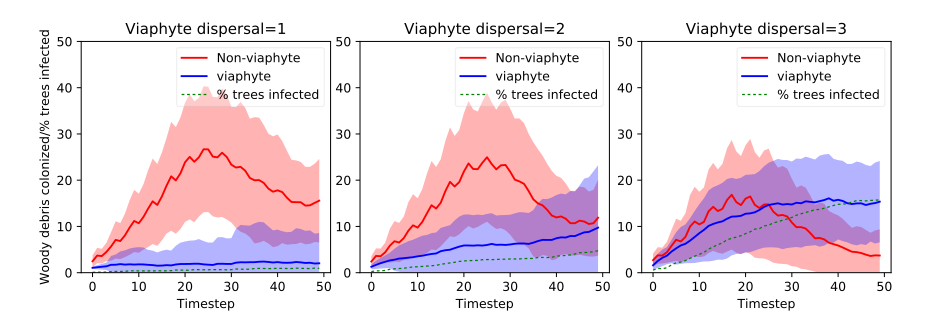 Viaphyte dispersal=1
Woody debris colonized/% trees infected
50
40
30
20
10
0
Non-viaphyte
viaphyte
% trees infected
0 10 20 30 40 50
Timestep
Viaphyte dispersal=2
50
40
30
20
10
0
Non-viaphyte
viaphyte
% trees infected
0 10 20 30 40 50
Timestep
Viaphyte dispersal=3
50
40
30
20
10
0
Non-viaphyte
viaphyte
% trees infected
0 10 20 30 40 50
Timestep